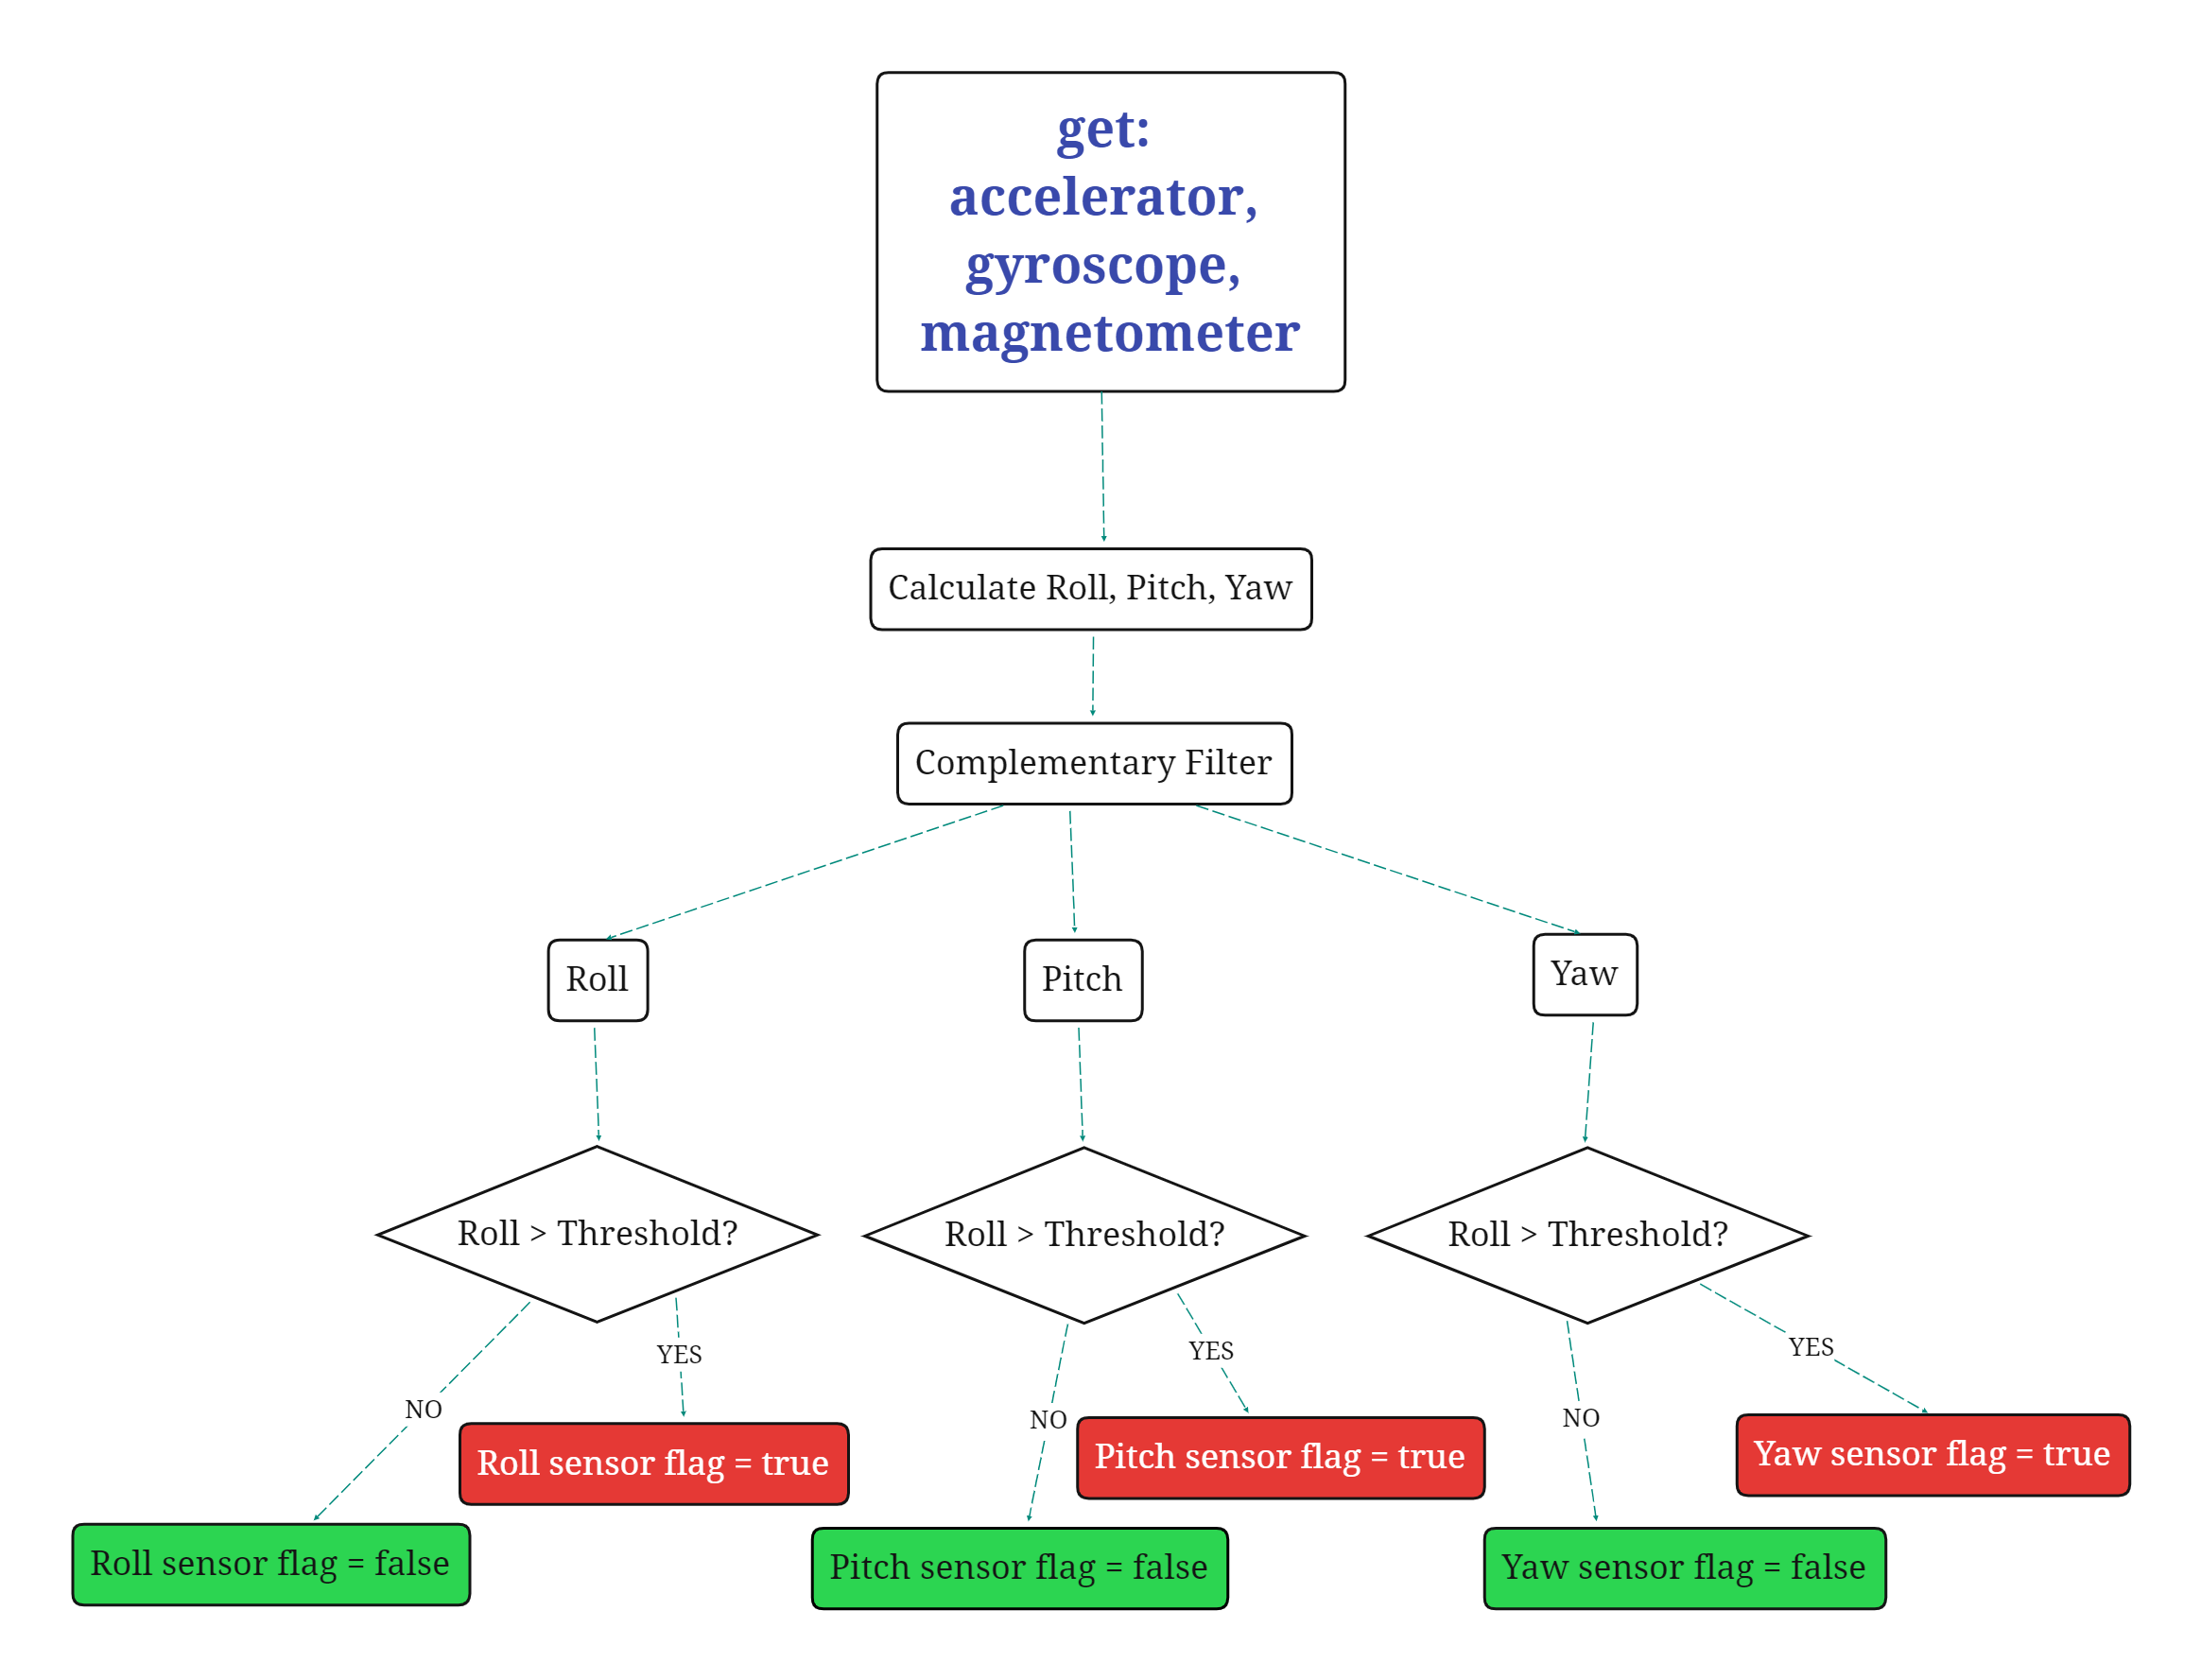 get:
accelerator,
gyroscope,
magnetometer
Calculate Roll, Pitch, Yaw
Complementary Filter
Roll
Pitch
Yaw
Roll > Threshold?
Roll > Threshold?
Roll > Threshold?
NO
YES
NO
YES
NO
YES
Roll sensor flag = true
Pitch sensor flag = true
Yaw sensor flag = true
Roll sensor flag = false
Pitch sensor flag = false
Yaw sensor flag = false